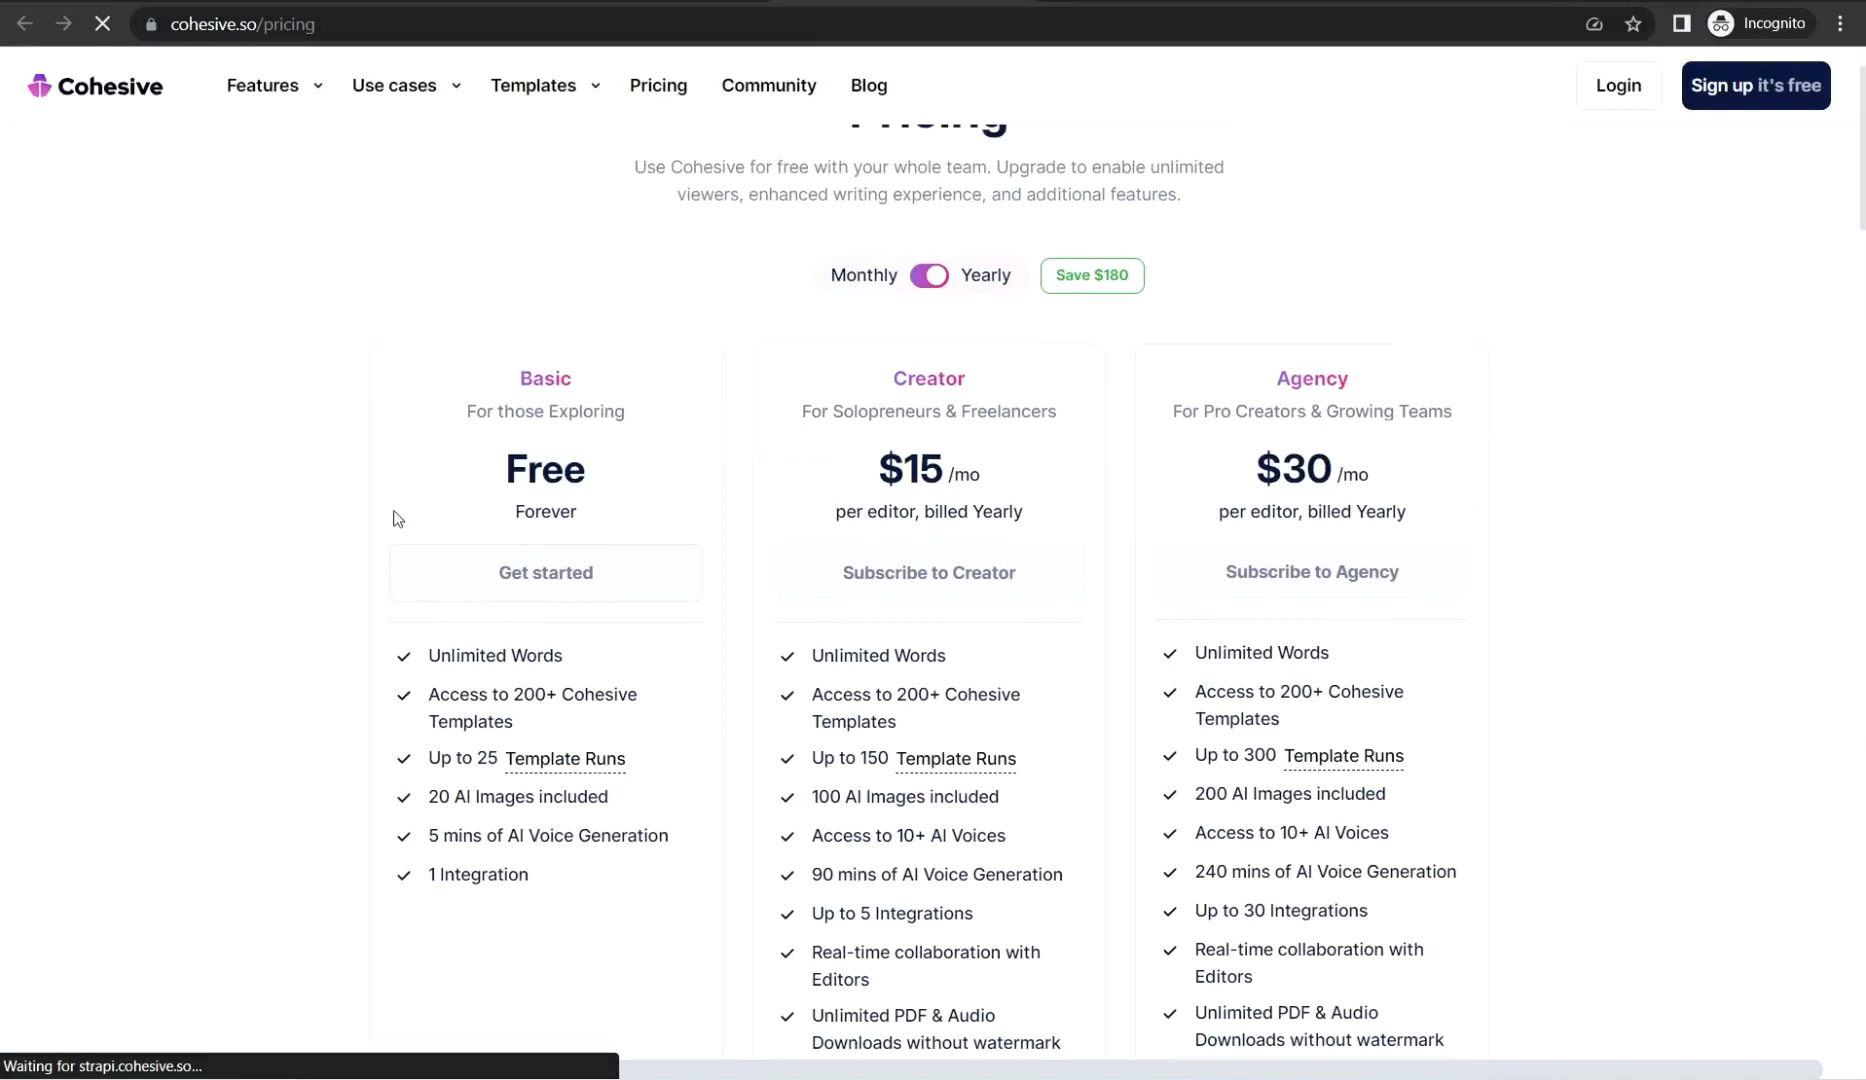 cohesive.so/pricing
Incognito
Cohesive
Features
Use cases
Templates
Pricing
Community
Blog
Login
Sign up it's free
Pricing
Use Cohesive for free with your whole team. Upgrade to enable unlimited
viewers, enhanced writing experience, and additional features.
Monthly
Yearly
Save $180
Basic
For those Exploring
Free
Forever
Get started
Unlimited Words
Access to 200+ Cohesive
Templates
Up to 25 Template Runs
20 AI Images included
5 mins of AI Voice Generation
1 Integration
Creator
For Solopreneurs & Freelancers
$15 /mo
per editor, billed Yearly
Subscribe to Creator
Unlimited Words
Access to 200+ Cohesive
Templates
Up to 150 Template Runs
100 AI Images included
Access to 10+ AI Voices
90 mins of AI Voice Generation
Up to 5 Integrations
Real-time collaboration with
Editors
Unlimited PDF & Audio
Downloads without watermark
Agency
For Pro Creators & Growing Teams
$30 /mo
per editor, billed Yearly
Subscribe to Agency
Unlimited Words
Access to 200+ Cohesive
Templates
Up to 300 Template Runs
200 AI Images included
Access to 10+ AI Voices
240 mins of AI Voice Generation
Up to 30 Integrations
Real-time collaboration with
Editors
Unlimited PDF & Audio
Downloads without watermark
Waiting for strapi.cohesive.so...